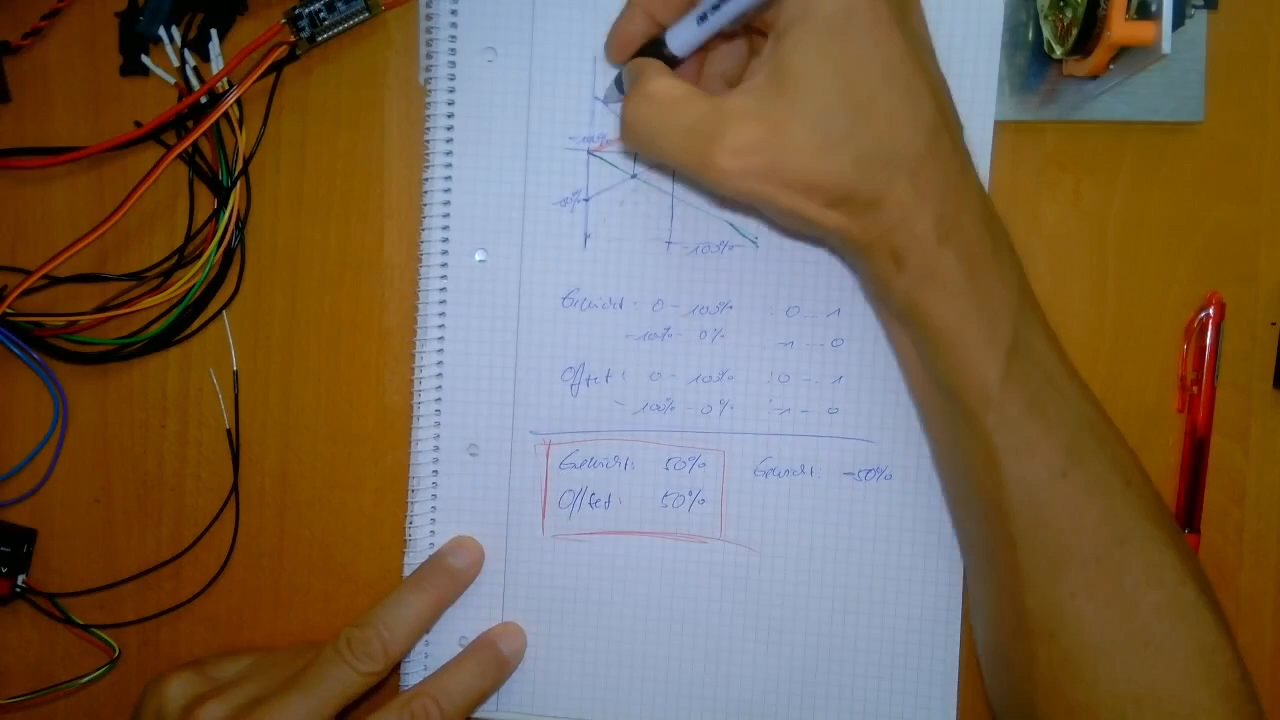 -100%
-100%
Gewicht: 0 - 100% : 0 -- 1
-100% - 0% -1 -- 0
Offset: 0 - 100% : 0 -- 1
-100% - 0% : -1 -- 0
Gewicht: 50% Gewicht: -50%
Offset: 50%